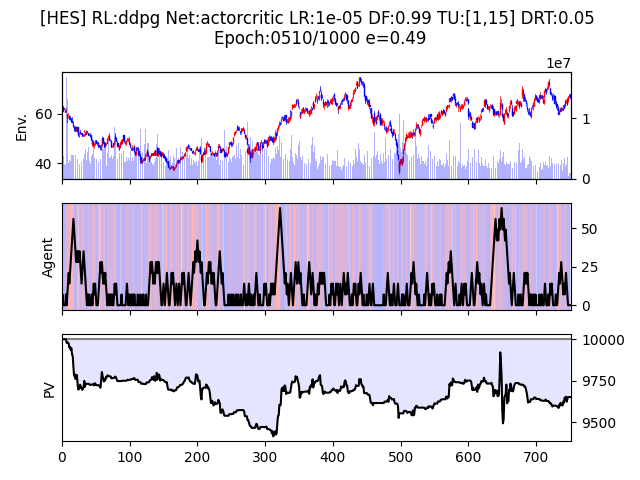 [HES] RL:ddpg Net:actorcritic LR:1e-05 DF:0.99 TU:[1,15] DRT:0.05
Epoch:0510/1000 e=0.49
1e7
Env.
60
40
1
0
Agent
50
25
0
PV
10000
9750
9500
0 100 200 300 400 500 600 700